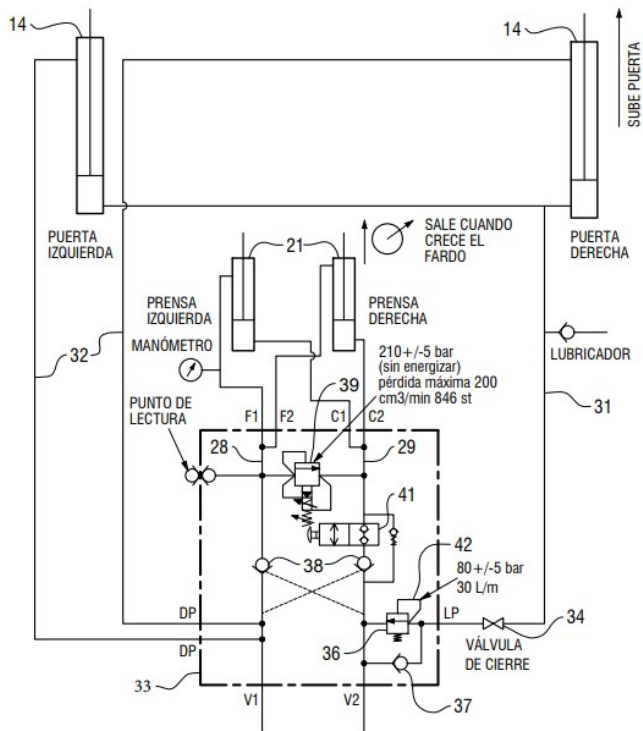 14
14
SUBE PUERTA
PUERTA
IZQUIERDA
21
SALE CUANDO
CRECE EL
FARDO
PUERTA
DERECHA
PRENSA
IZQUIERDA
PRENSA
DERECHA
32
MANÓMETRO
210+/-5 bar
(sin energizar)
pérdida máxima 200
cm3/min 846 st
LUBRICADOR
31
PUNTO DE
LECTURA
F1
F2
C1
C2
39
28
29
41
38
42
80+/-5 bar
30 L/m
DP
DP
LP
36
34
VÁLVULA
DE CIERRE
33
V1
V2
37